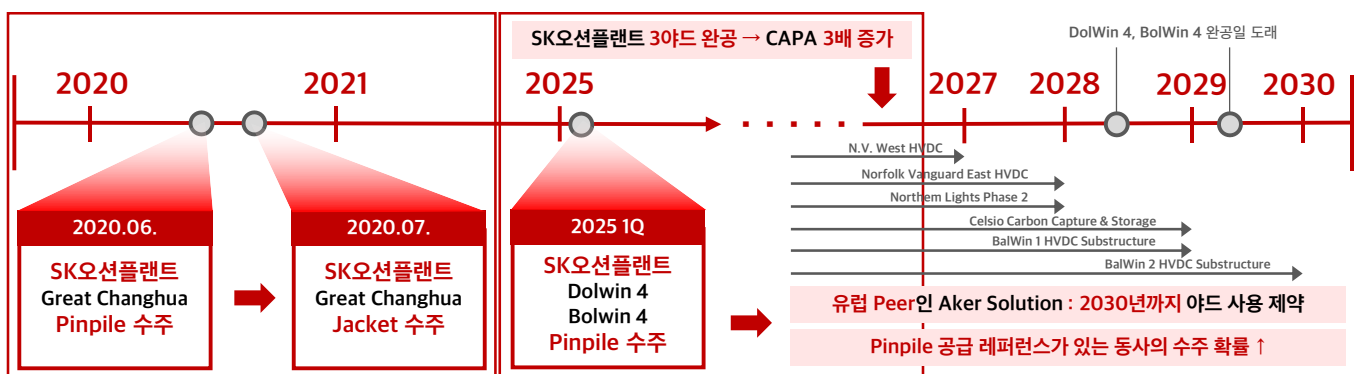 SK오션플랜트 3야드 완공 → CAPA 3배 증가
DolWin 4, BolWin 4 완공일 도래
2020
2021
2025
2027
2028
2029
2030
N.V. West HVDC
Norfolk Vanguard East HVDC
Northern Lights Phase 2
Celsio Carbon Capture & Storage
BalWin 1 HVDC Substructure
BalWin 2 HVDC Substructure
2020.06.
SK오션플랜트
Great Changhua
Pinpile 수주
2020.07.
SK오션플랜트
Great Changhua
Jacket 수주
2025 1Q
SK오션플랜트
Dolwin 4
Bolwin 4
Pinpile 수주
유럽 Peer인 Aker Solution : 2030년까지 야드 사용 제약
Pinpile 공급 레퍼런스가 있는 동사의 수주 확률 ↑